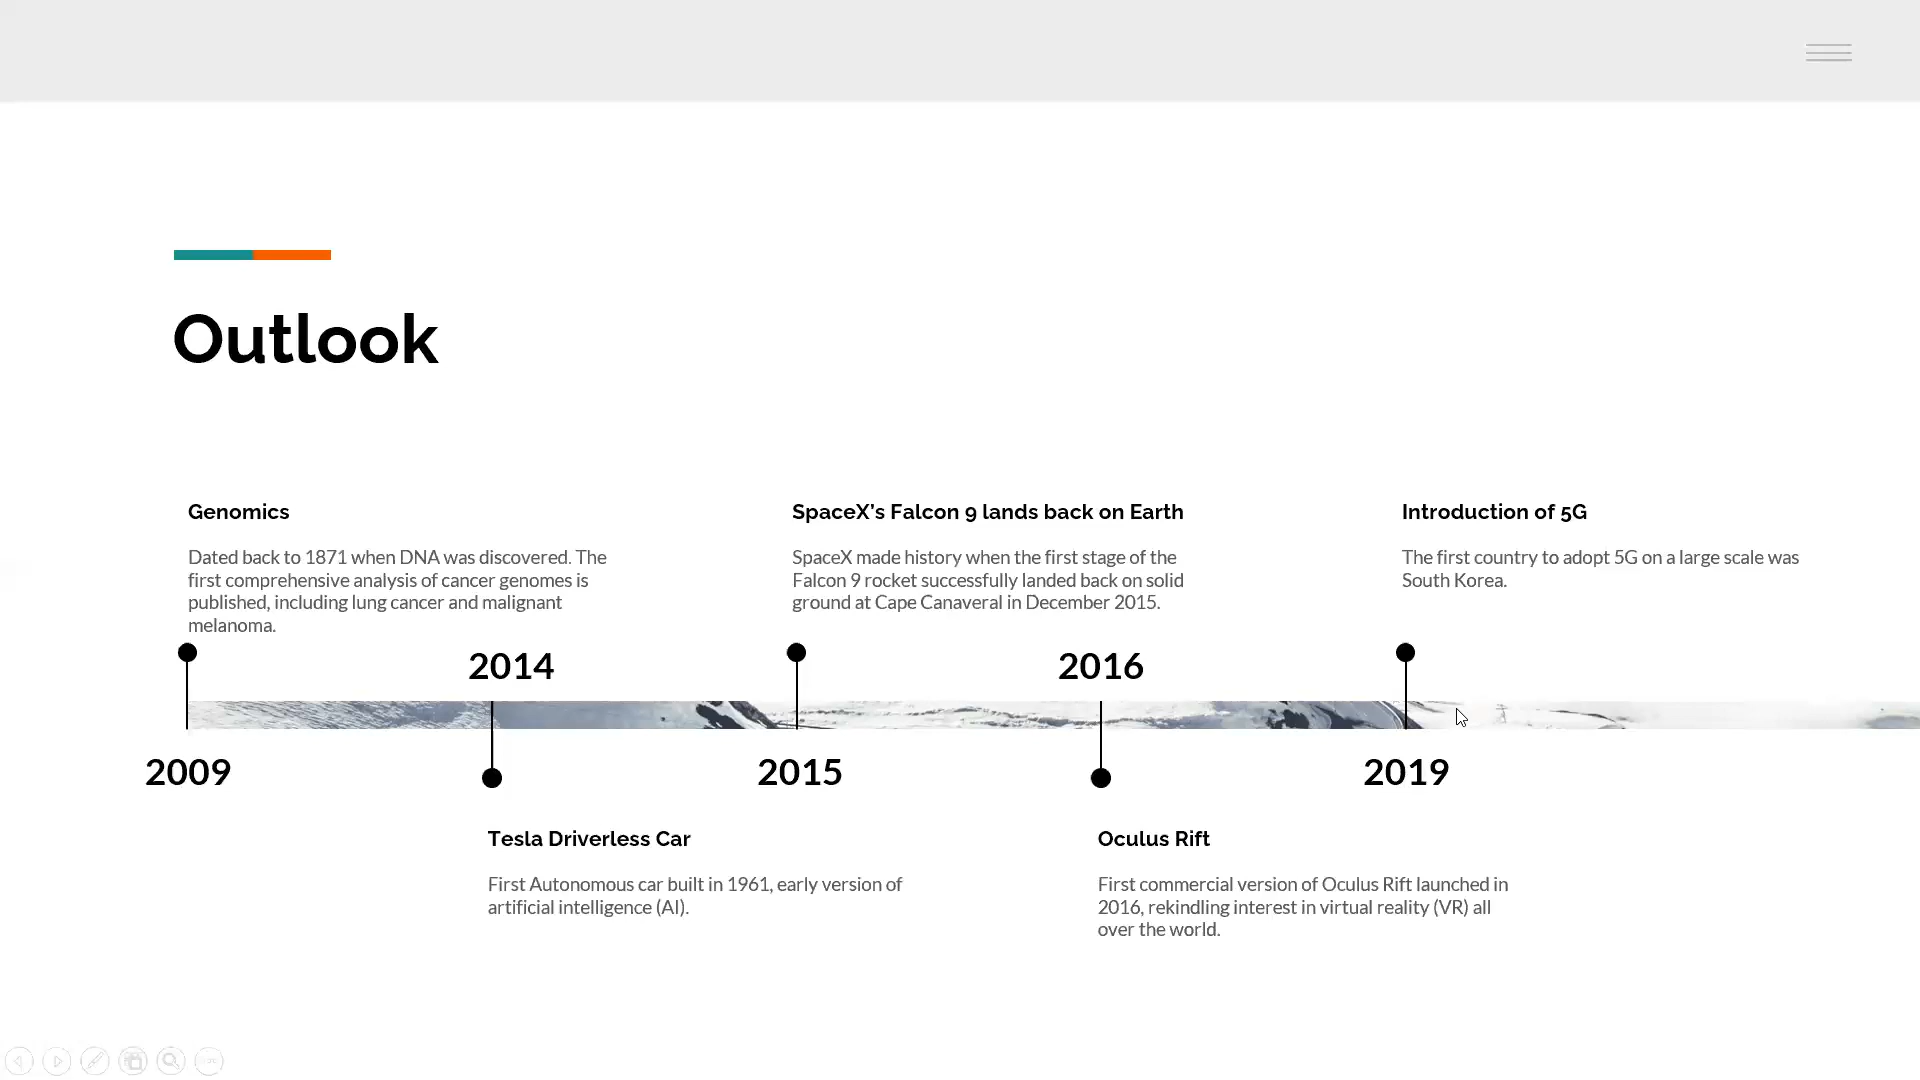 Outlook
Genomics
Dated back to 1871 when DNA was discovered. The
first comprehensive analysis of cancer genomes is
published, including lung cancer and malignant
melanoma.
SpaceX’s Falcon 9 lands back on Earth
SpaceX made history when the first stage of the
Falcon 9 rocket successfully landed back on solid
ground at Cape Canaveral in December 2015.
Introduction of 5G
The first country to adopt 5G on a large scale was
South Korea.
2014
2016
2009
2015
2019
Tesla Driverless Car
First Autonomous car built in 1961, early version of
artificial intelligence (AI).
Oculus Rift
First commercial version of Oculus Rift launched in
2016, rekindling interest in virtual reality (VR) all
over the world.